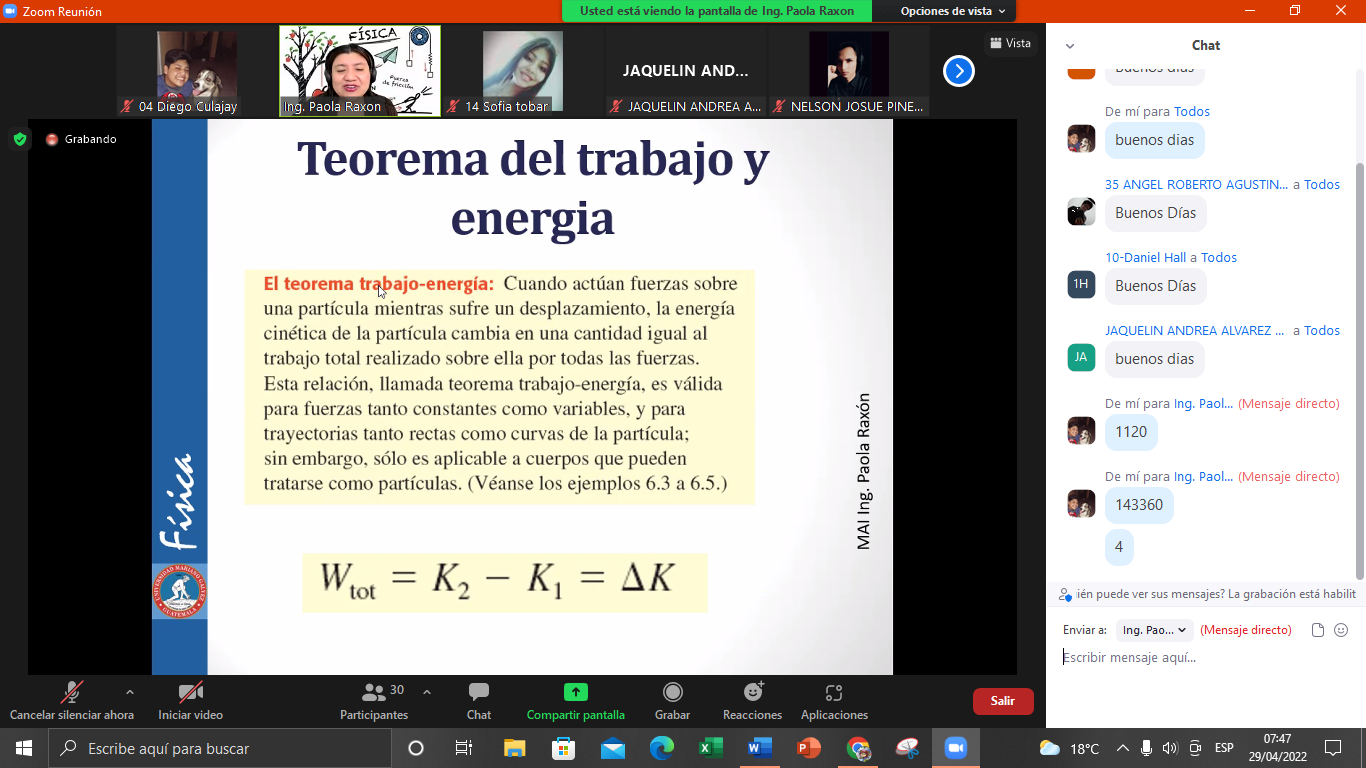 Zoom Reunión
Usted está viendo la pantalla de Ing. Paola Raxon
Opciones de vista
FÍSICA
Fuerza
de fricción
04 Diego Culajay
Ing. Paola Raxon
14 Sofia tobar
JAQUELIN AND...
JAQUELIN ANDREA A...
NELSON JOSUE PINE...
Vista
Grabando
Teorema del trabajo y
energia
El teorema trabajo-energía: Cuando actúan fuerzas sobre
una partícula mientras sufre un desplazamiento, la energía
cinética de la partícula cambia en una cantidad igual al
trabajo total realizado sobre ella por todas las fuerzas.
Esta relación, llamada teorema trabajo-energía, es válida
para fuerzas tanto constantes como variables, y para
trayectorias tanto rectas como curvas de la partícula;
sin embargo, sólo es aplicable a cuerpos que pueden
tratarse como partículas. (Véanse los ejemplos 6.3 a 6.5.)
W_tot = K_2 − K_1 = ΔK
Física
UNIVERSIDAD MARIANO GALVEZ
GUATEMALA
MAI Ing. Paola Raxón
Chat
Buenos días
De mí para Todos
buenos dias
35 ANGEL ROBERTO AGUSTIN... a Todos
Buenos Días
10-Daniel Hall a Todos
1H
Buenos Días
JAQUELIN ANDREA ALVAREZ ... a Todos
JA
buenos dias
De mí para Ing. Paol... (Mensaje directo)
1120
De mí para Ing. Paol... (Mensaje directo)
143360
4
ién puede ver sus mensajes? La grabación está habilit
Enviar a: Ing. Pao... (Mensaje directo)
Escribir mensaje aquí...
Cancelar silenciar ahora
Iniciar video
Participantes
30
Chat
Compartir pantalla
Grabar
Reacciones
Aplicaciones
Salir
Escribe aquí para buscar
18°C
ESP
07:47
29/04/2022